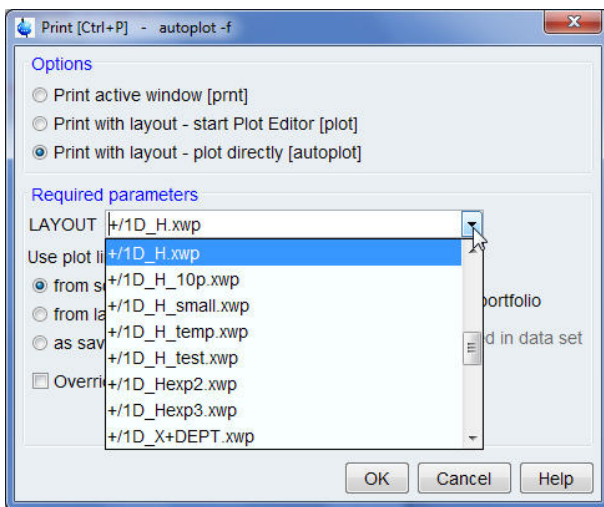 Print [Ctrl+P] - autoplot -f
Options
Print active window [prnt]
Print with layout - start Plot Editor [plot]
Print with layout - plot directly [autoplot]
Required parameters
LAYOUT +/1D_H.xwp
Use plot li
+/1D_H.xwp
from s
+/1D_H_10p.xwp
+/1D_H_small.xwp
ortfolio
from la
+/1D_H_temp.xwp
as sav
+/1D_H_test.xwp
d in data set
Overri
+/1D_Hexp2.xwp
+/1D_Hexp3.xwp
+/1D_X+DEPT.xwp
OK Cancel Help